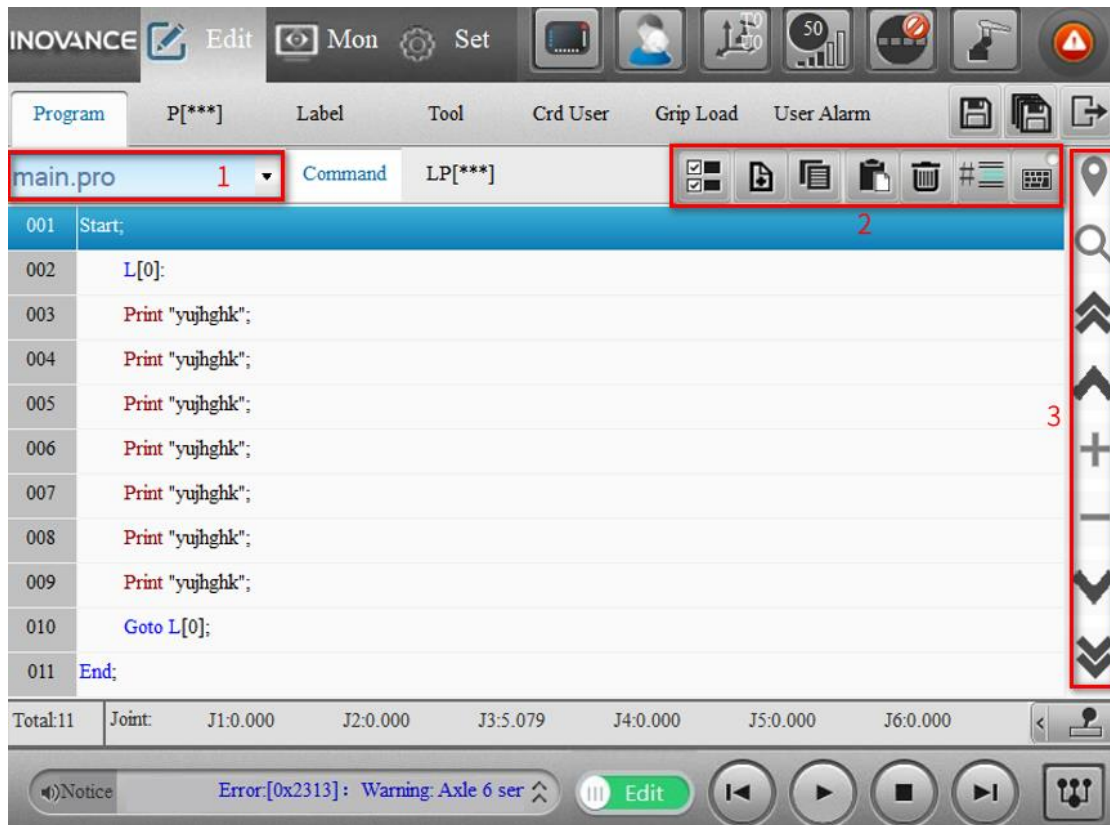 INOVANCE Edit Mon Set 50
Program P[***] Label Tool Crd User Grip Load User Alarm
main.pro 1 Command LP[***]
2
001 Start;
002 L[0]:
003 Print "yujhghk";
004 Print "yujhghk";
005 Print "yujhghk";
3
006 Print "yujhghk";
007 Print "yujhghk";
008 Print "yujhghk";
009 Print "yujhghk";
010 Goto L[0];
011 End;
Total:11 Joint: J1:0.000 J2:0.000 J3:5.079 J4:0.000 J5:0.000 J6:0.000
Notice Error:[0x2313]: Warning: Axle 6 ser Edit